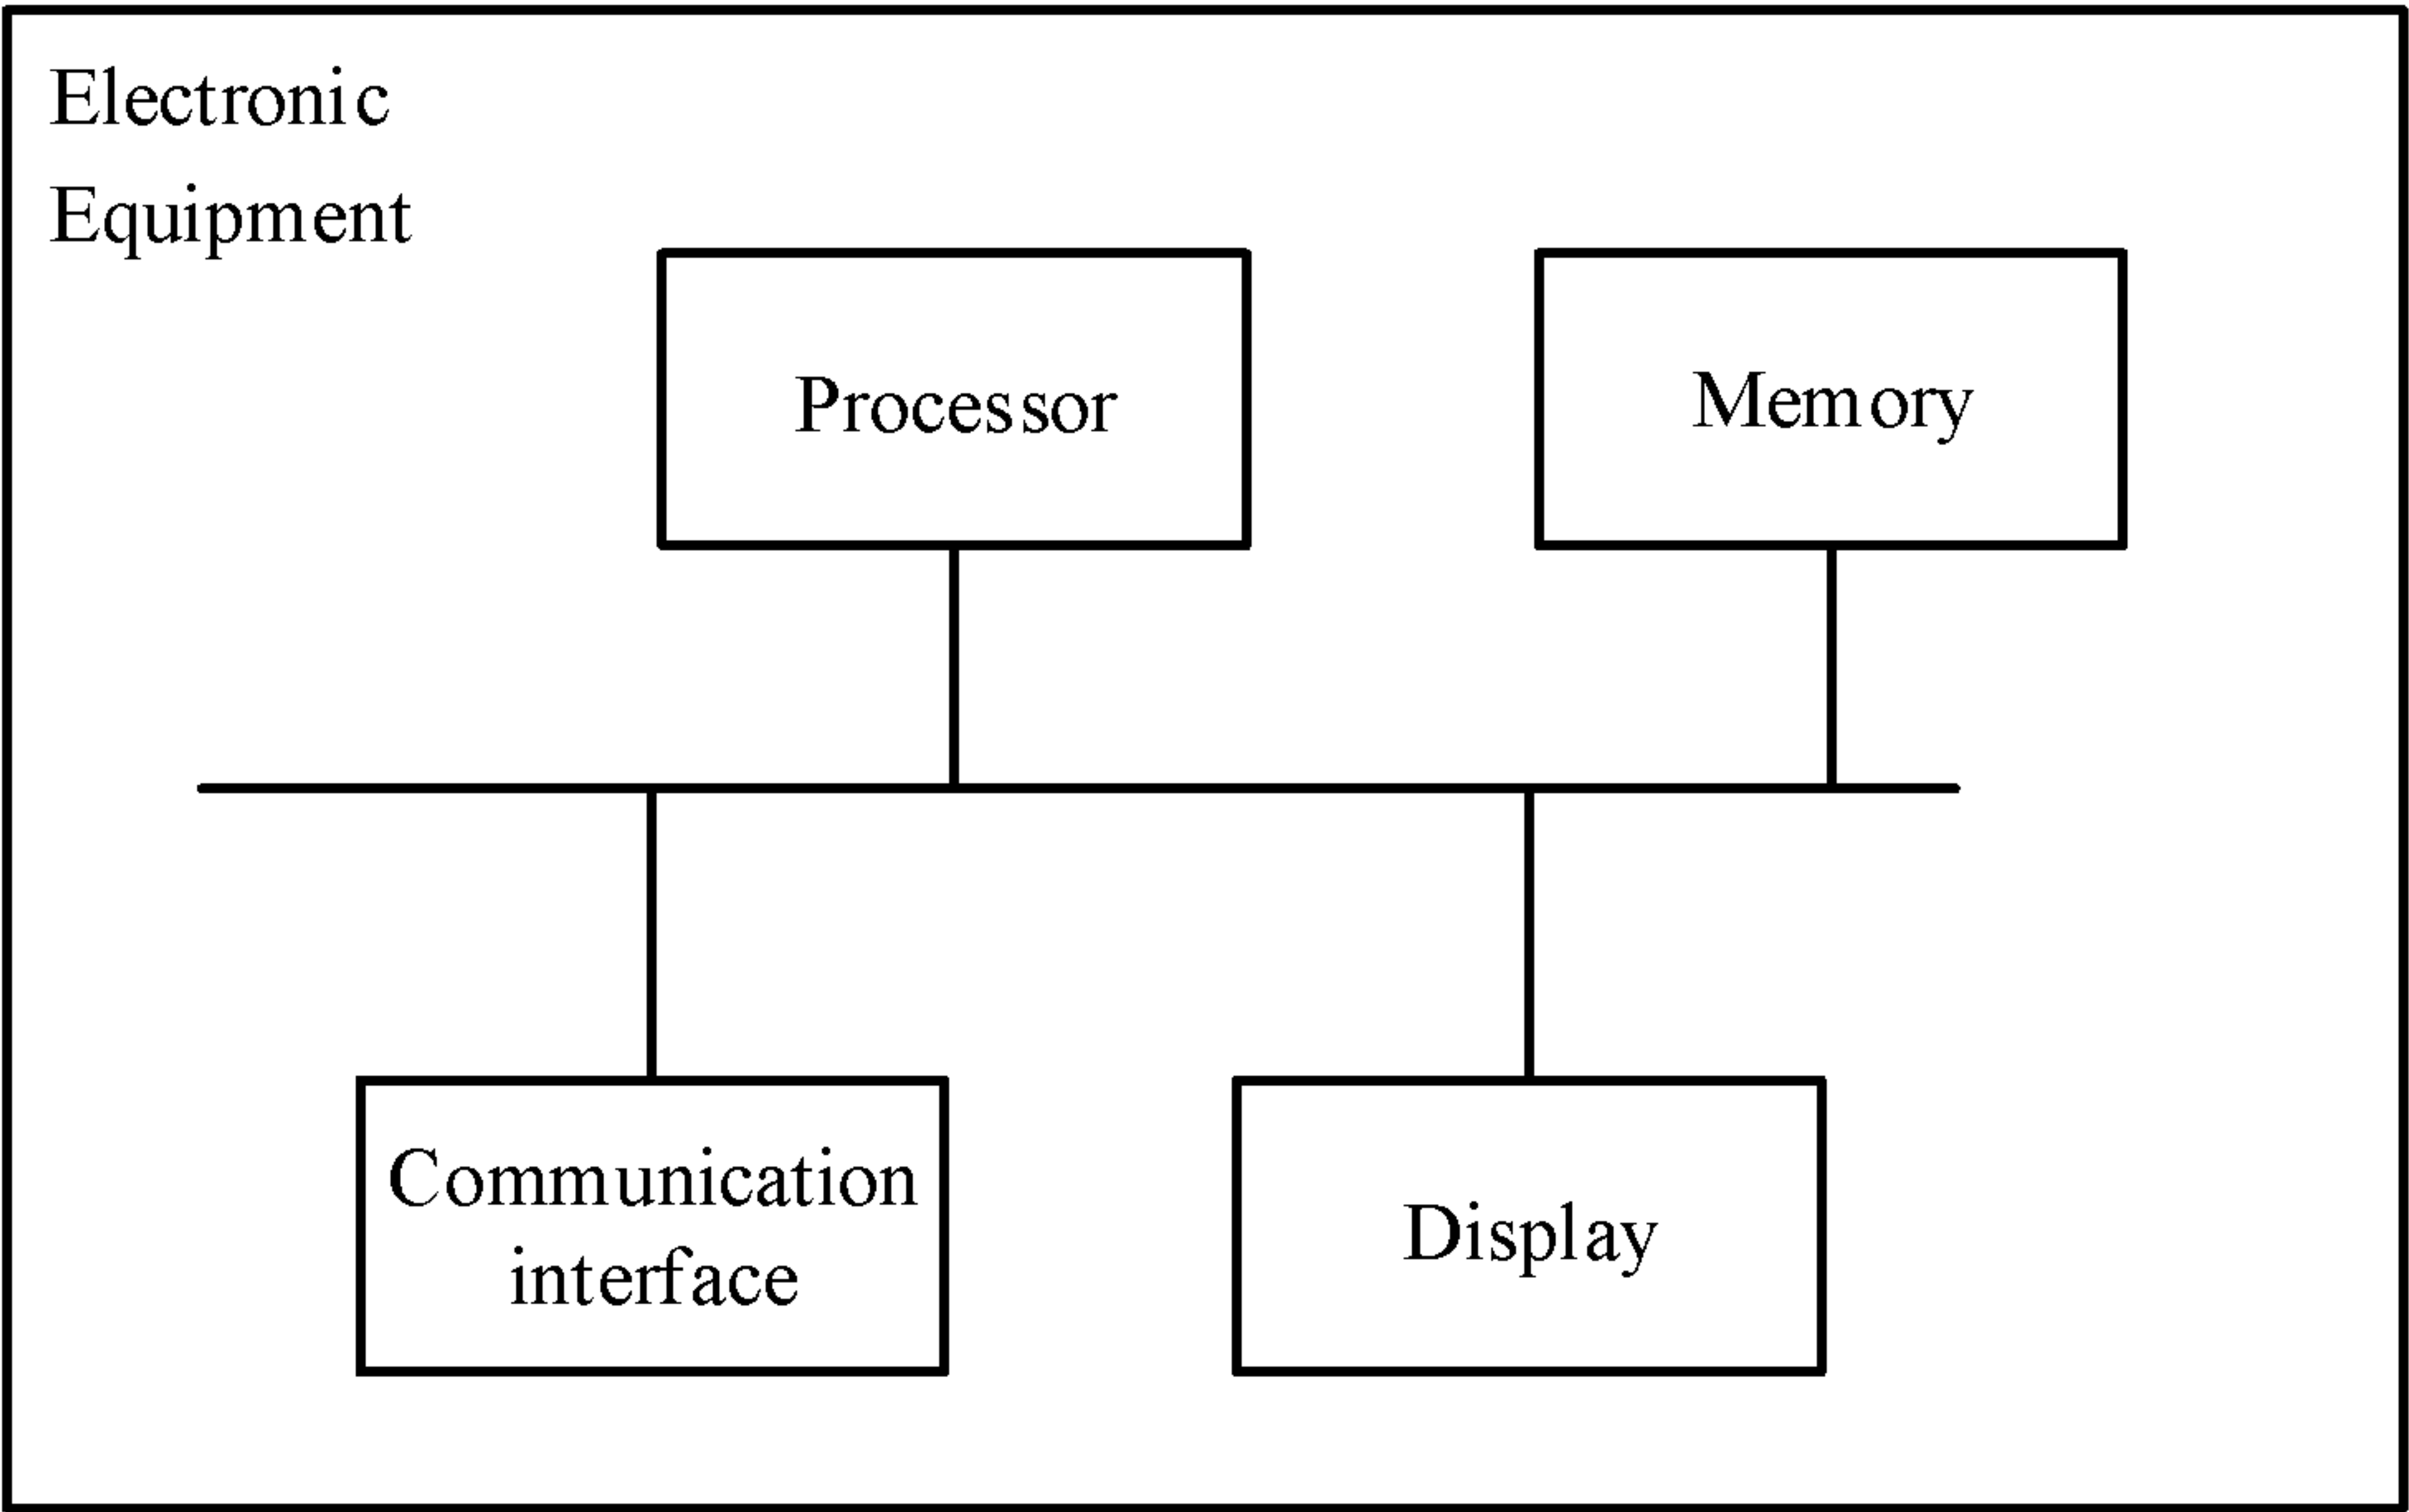 Electronic
Equipment
Processor
Memory
Communication
interface
Display